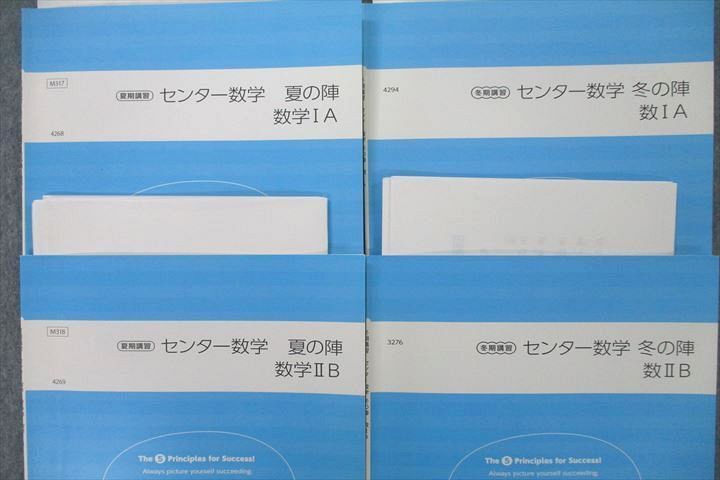 M317
夏期講習 センター数学 夏の陣
数学ⅠA
4268
4294
冬期講習 センター数学 冬の陣
数ⅠA
M318
夏期講習 センター数学 夏の陣
数学ⅡB
4269
The 5 Principles for Success!
Always picture yourself succeeding.
3276
冬期講習 センター数学 冬の陣
数ⅡB
The 5 Principles for Success!
Always picture yourself succeeding.